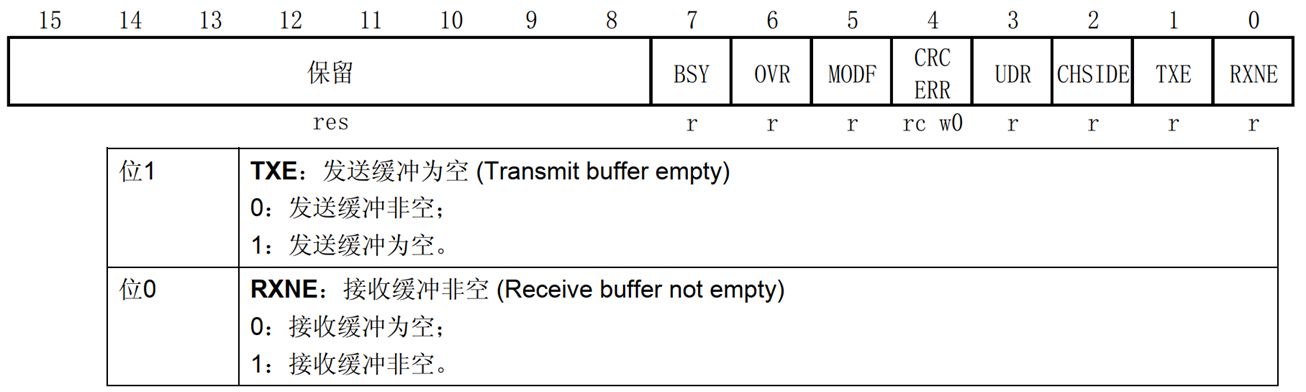 15 14 13 12 11 10 9 8 7 6 5 4 3 2 1 0
保留 BSY OVR MODF CRC ERR UDR CHSIDE TXE RXNE
res r r r rc w0 r r r r
位1 TXE：发送缓冲为空 (Transmit buffer empty)
0：发送缓冲非空；
1：发送缓冲为空。
位0 RXNE：接收缓冲非空 (Receive buffer not empty)
0：接收缓冲为空；
1：接收缓冲非空。